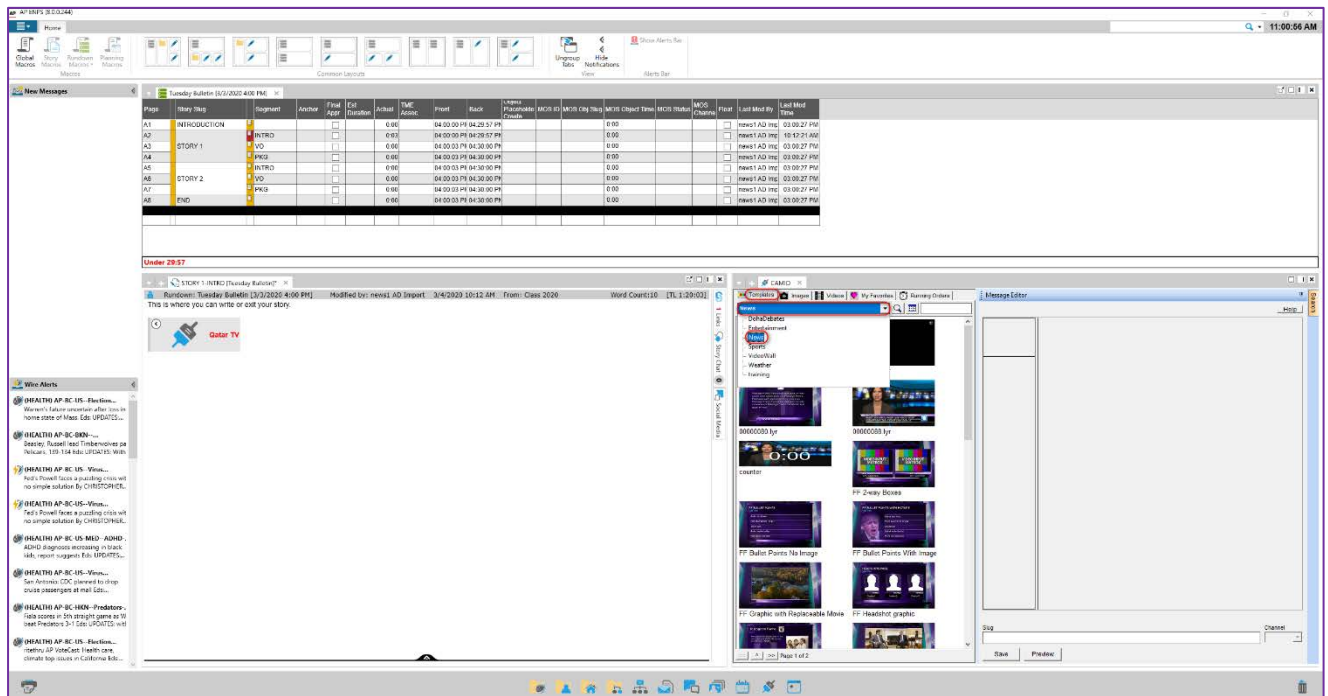 AP ENPS (8.0.0.244)
Home
11:00:56 AM
Global Macros
Story Macros
Rundown Macros
Planning Macros
Macros
Common Layouts
Ungroup Tabs
Hide Notifications
View
Show Alerts Bar
Alerts Bar
New Messages
Tuesday Bulletin (3/3/2020 4:00 PM)
Page Story Slug Segment Anchor Final Appr Est Duration Actual TME Assoc. Front Back Placeholder Create MOS ID MOS Obj Slug MOS Object Time MOS Status MOS Channel Float Last Mod By Last Mod Time
A1 INTRODUCTION 0:00 04:00:00 PM 04:29:57 PM 0:00 news1 AD Imp 03:00:27 PM
A2 INTRO 0:03 04:00:00 PM 04:29:57 PM 0:00 news1 AD Imp 10:12:21 AM
A3 STORY 1 VO 0:00 04:00:03 PM 04:30:00 PM 0:00 news1 AD Imp 03:00:27 PM
A4 PKG 0:00 04:00:03 PM 04:30:00 PM 0:00 news1 AD Imp 03:00:27 PM
A5 INTRO 0:00 04:00:03 PM 04:30:00 PM 0:00 news1 AD Imp 03:00:27 PM
A6 STORY 2 VO 0:00 04:00:03 PM 04:30:00 PM 0:00 news1 AD Imp 03:00:27 PM
A7 PKG 0:00 04:00:03 PM 04:30:00 PM 0:00 news1 AD Imp 03:00:27 PM
A8 END 0:00 04:00:03 PM 04:30:00 PM 0:00 news1 AD Imp 03:00:27 PM
Under 29:57
STORY 1-INTRO [Tuesday Bulletin]*
Rundown: Tuesday Bulletin [3/3/2020 4:00 PM] Modified by: news1 AD Import 3/4/2020 10:12 AM From: Class 2020 Word Count:10 [TL 1:20:03]
This is where you can write or exit your story.
Qatar TV
Links
Story Chat
Social Media
Wire Alerts
(HEALTH) AP-BC-US--Election...
Warren's future uncertain after loss in
home state of Mass. Eds: UPDATES:...
(HEALTH) AP-BC-BKN--...
Beasley, Russell lead Timberwolves pa
Pelicans, 139-134 Eds: UPDATES: With
(HEALTH) AP-BC-US--Virus...
Fed's Powell faces a puzzling crisis wit
no simple solution By CHRISTOPHER..
(HEALTH) AP-BC-US--Virus...
Fed's Powell faces a puzzling crisis wit
no simple solution By CHRISTOPHER..
(HEALTH) AP-BC-US-MED--ADHD-.
ADHD diagnoses increasing in black
kids, report suggests Eds: UPDATES:..
(HEALTH) AP-BC-US--Virus...
San Antonio: CDC planned to drop
cruise passengers at mall Eds:...
(HEALTH) AP-BC-HKN--Predators-.
Fiala scores in 5th straight game as W
beat Predators 3-1 Eds: UPDATES: wit
(HEALTH) AP-BC-US--Election...
ritethru AP VoteCast: Health care,
climate top issues in California Eds:...
CAMIO
Templates Images Videos My Favorites Running Orders
News
DohaDebates
Entertainment
News
Sports
VideoWall
Weather
training
00000080.lyr
00000088.lyr
0:00
counter
FF 2-way Boxes
FF Bullet Points No Image
FF Bullet Points With Image
FF Graphic with Replaceable Movie
FF Headshot graphic
Page 1 of 2
Message Editor
Help
Search
Slug
Channel
Save
Preview